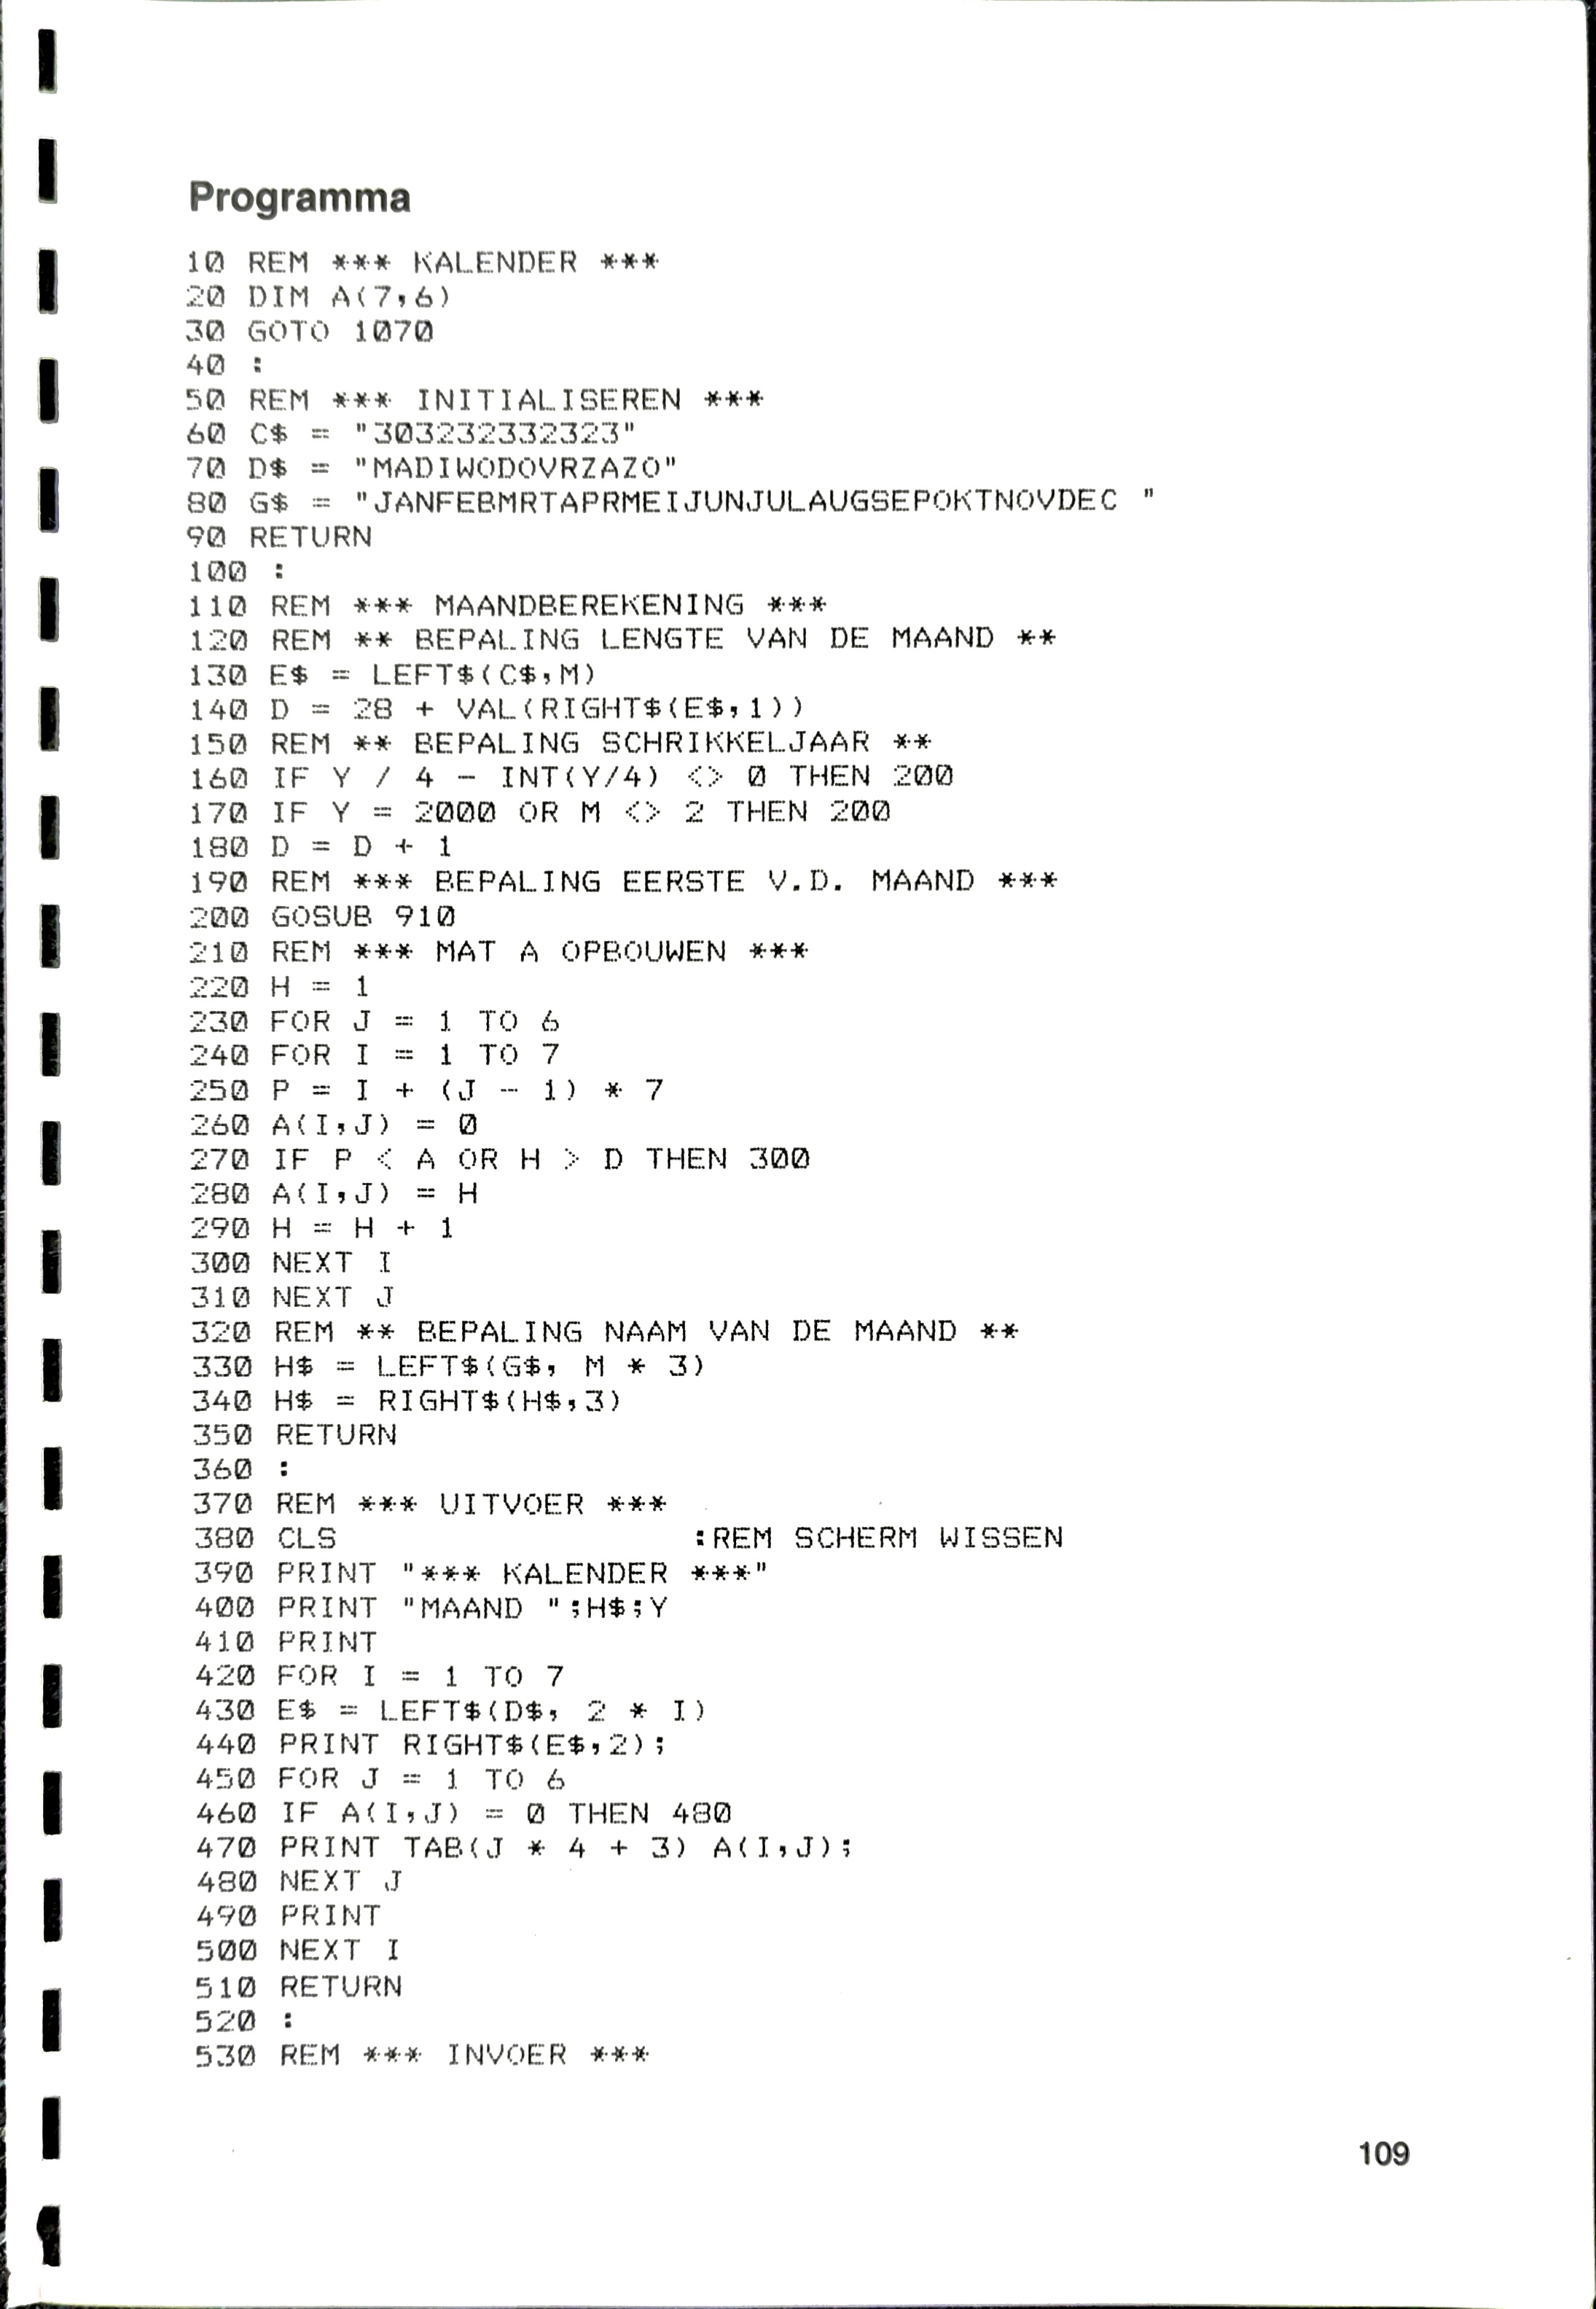 Programma
10 REM *** KALENDER ***
20 DIM A(7,6)
30 GOTO 1070
40 :
50 REM *** INITIALISEREN ***
60 C$ = "303232332323"
70 D$ = "MADIWODOVRZAZO"
80 G$ = "JANFEBMRTAPRMEIJUNJULAUGSEPOKTNOVDEC "
90 RETURN
100 :
110 REM *** MAANDBEREKENING ***
120 REM ** BEPALING LENGTE VAN DE MAAND **
130 E$ = LEFT$(C$,M)
140 D = 28 + VAL(RIGHT$(E$,1))
150 REM ** BEPALING SCHRIKKELJAAR **
160 IF Y / 4 - INT(Y/4) <> 0 THEN 200
170 IF Y = 2000 OR M <> 2 THEN 200
180 D = D + 1
190 REM *** BEPALING EERSTE V.D. MAAND ***
200 GOSUB 910
210 REM *** MAT A OPBOUWEN ***
220 H = 1
230 FOR J = 1 TO 6
240 FOR I = 1 TO 7
250 P = I + (J - 1) * 7
260 A(I,J) = 0
270 IF P < A OR H > D THEN 300
280 A(I,J) = H
290 H = H + 1
300 NEXT I
310 NEXT J
320 REM ** BEPALING NAAM VAN DE MAAND **
330 H$ = LEFT$(G$, M * 3)
340 H$ = RIGHT$(H$,3)
350 RETURN
360 :
370 REM *** UITVOER ***
380 CLS :REM SCHERM WISSEN
390 PRINT "*** KALENDER ***"
400 PRINT "MAAND ";H$;Y
410 PRINT
420 FOR I = 1 TO 7
430 E$ = LEFT$(D$, 2 * I)
440 PRINT RIGHT$(E$,2);
450 FOR J = 1 TO 6
460 IF A(I,J) = 0 THEN 480
470 PRINT TAB(J * 4 + 3) A(I,J);
480 NEXT J
490 PRINT
500 NEXT I
510 RETURN
520 :
530 REM *** INVOER ***
109